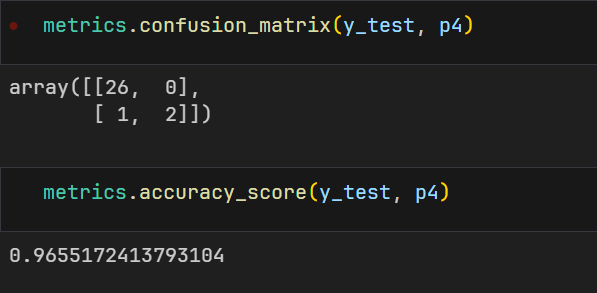 metrics.confusion_matrix(y_test, p4)
array([[26,  0],
       [ 1,  2]])
metrics.accuracy_score(y_test, p4)
0.9655172413793104